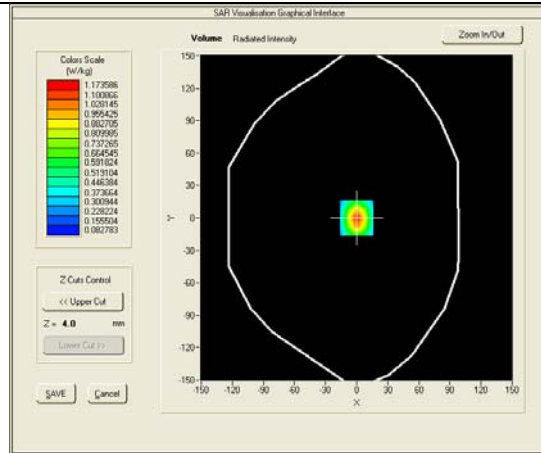 SAR Visualisation Graphical Interface
Volume Radiated Intensity
Zoom In/Out
Colors Scale
(W/kg)
1.173586
1.100866
1.028145
0.955425
0.882705
0.809985
0.737265
0.664545
0.591824
0.519104
0.446384
0.373664
0.300944
0.228224
0.155504
0.082783
150
120
90
60
30
0
-30
-60
-90
-120
-150
Y
-150 -120 -90 -60 -30 0 30 60 90 120 150
X
Z Cuts Control
<< Upper Cut
Z = 4.0 mm
Lower Cut >>
SAVE Cancel